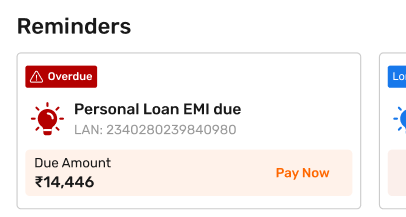 Reminders
Overdue
Personal Loan EMI due
LAN: 2340280239840980
Due Amount
₹14,446
Pay Now